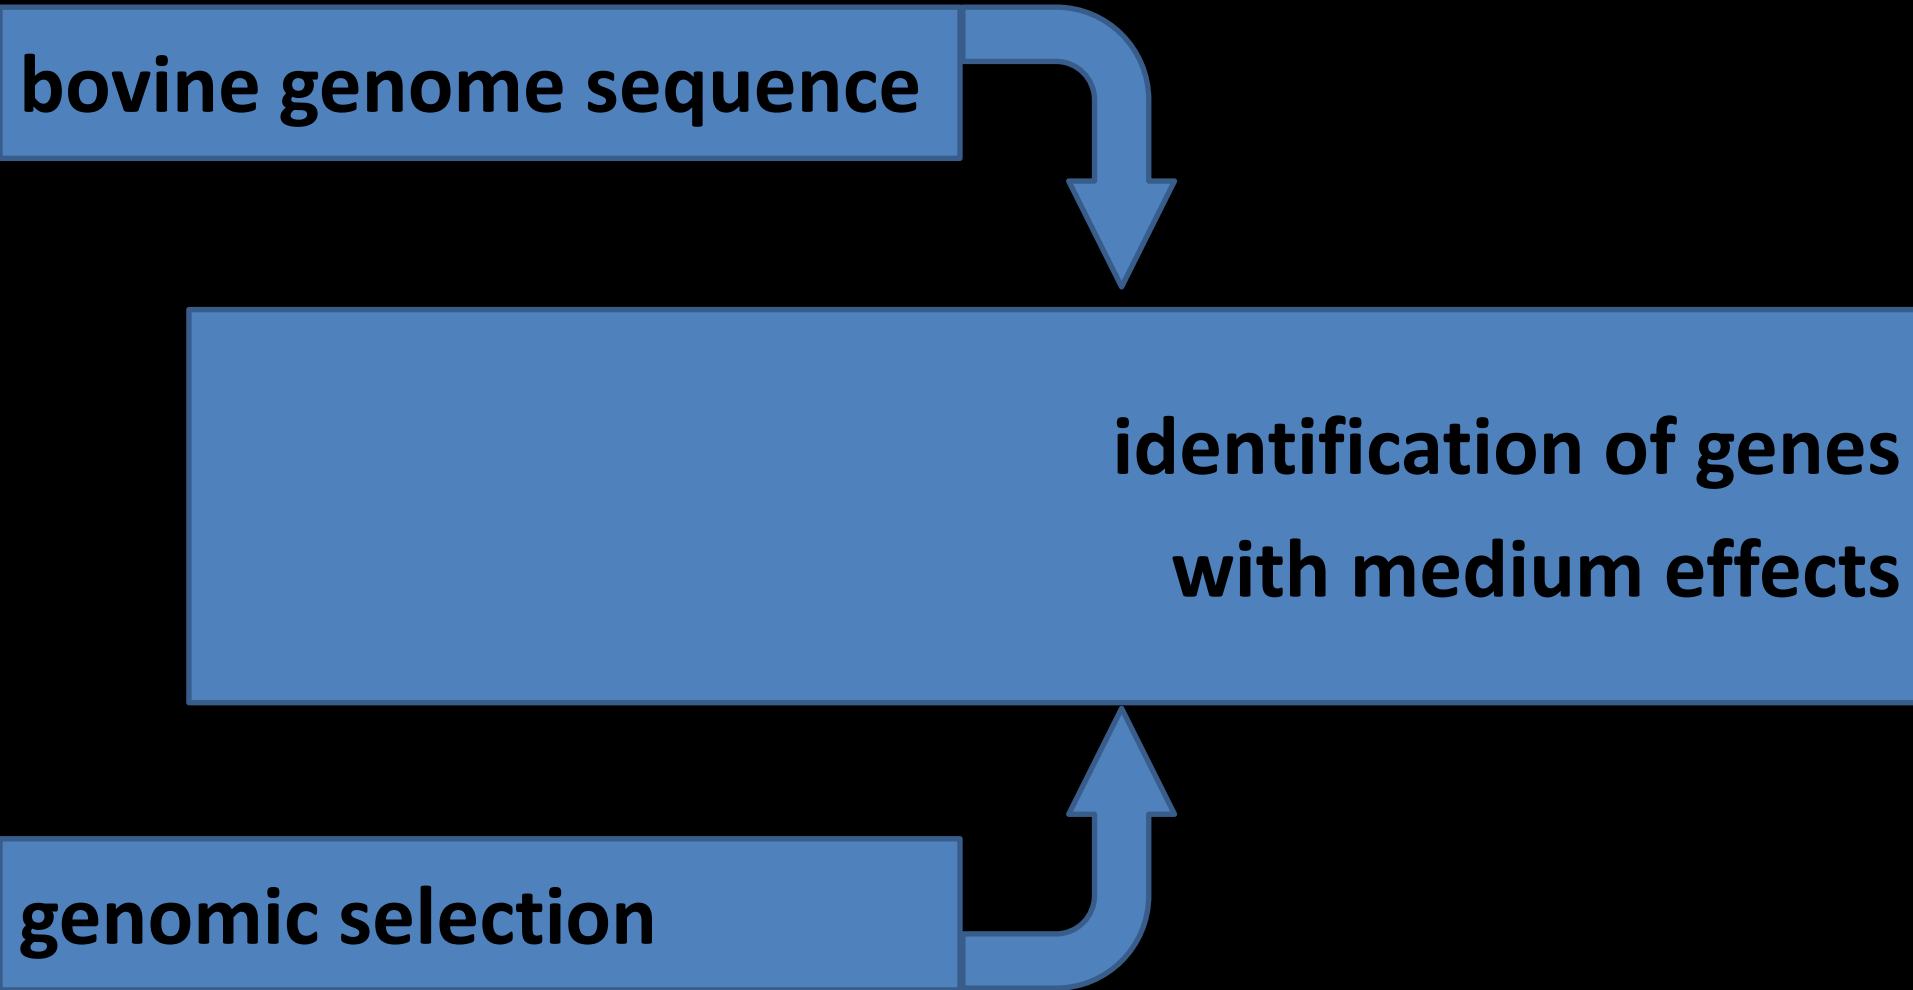 bovine genome sequence
identification of genes
with medium effects
genomic selection